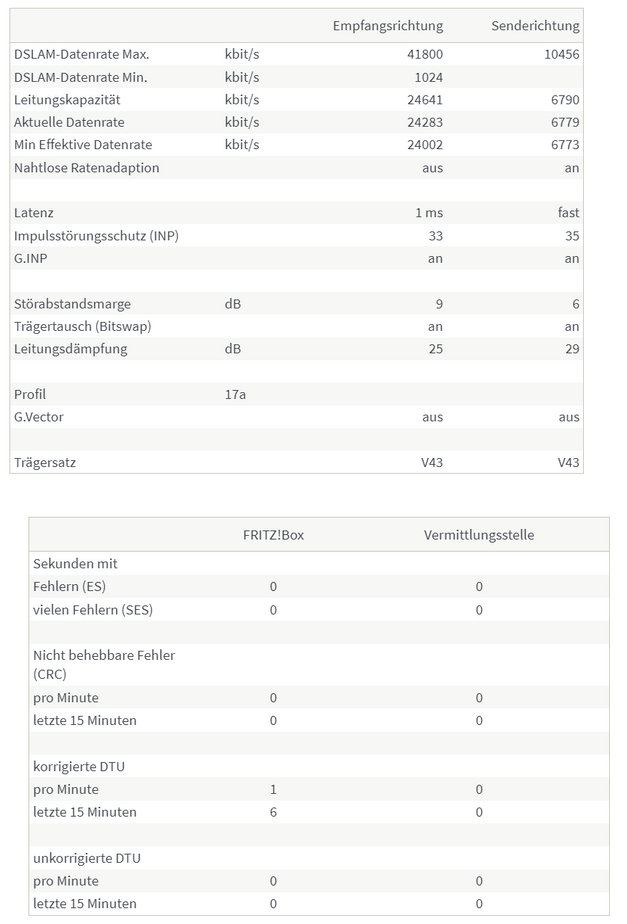 Empfangsrichtung Senderichtung
DSLAM-Datenrate Max. kbit/s 41800 10456
DSLAM-Datenrate Min. kbit/s 1024
Leitungskapazität kbit/s 24641 6790
Aktuelle Datenrate kbit/s 24283 6779
Min Effektive Datenrate kbit/s 24002 6773
Nahtlose Ratenadaption aus an
Latenz 1 ms fast
Impulsstörungsschutz (INP) 33 35
G.INP an an
Störabstandsmarge dB 9 6
Trägertausch (Bitswap) an an
Leitungsdämpfung dB 25 29
Profil 17a
G.Vector aus aus
Trägersatz V43 V43
FRITZ!Box Vermittlungsstelle
Sekunden mit
Fehlern (ES) 0 0
vielen Fehlern (SES) 0 0
Nicht behebbare Fehler
(CRC)
pro Minute 0 0
letzte 15 Minuten 0 0
korrigierte DTU
pro Minute 1 0
letzte 15 Minuten 6 0
unkorrigierte DTU
pro Minute 0 0
letzte 15 Minuten 0 0